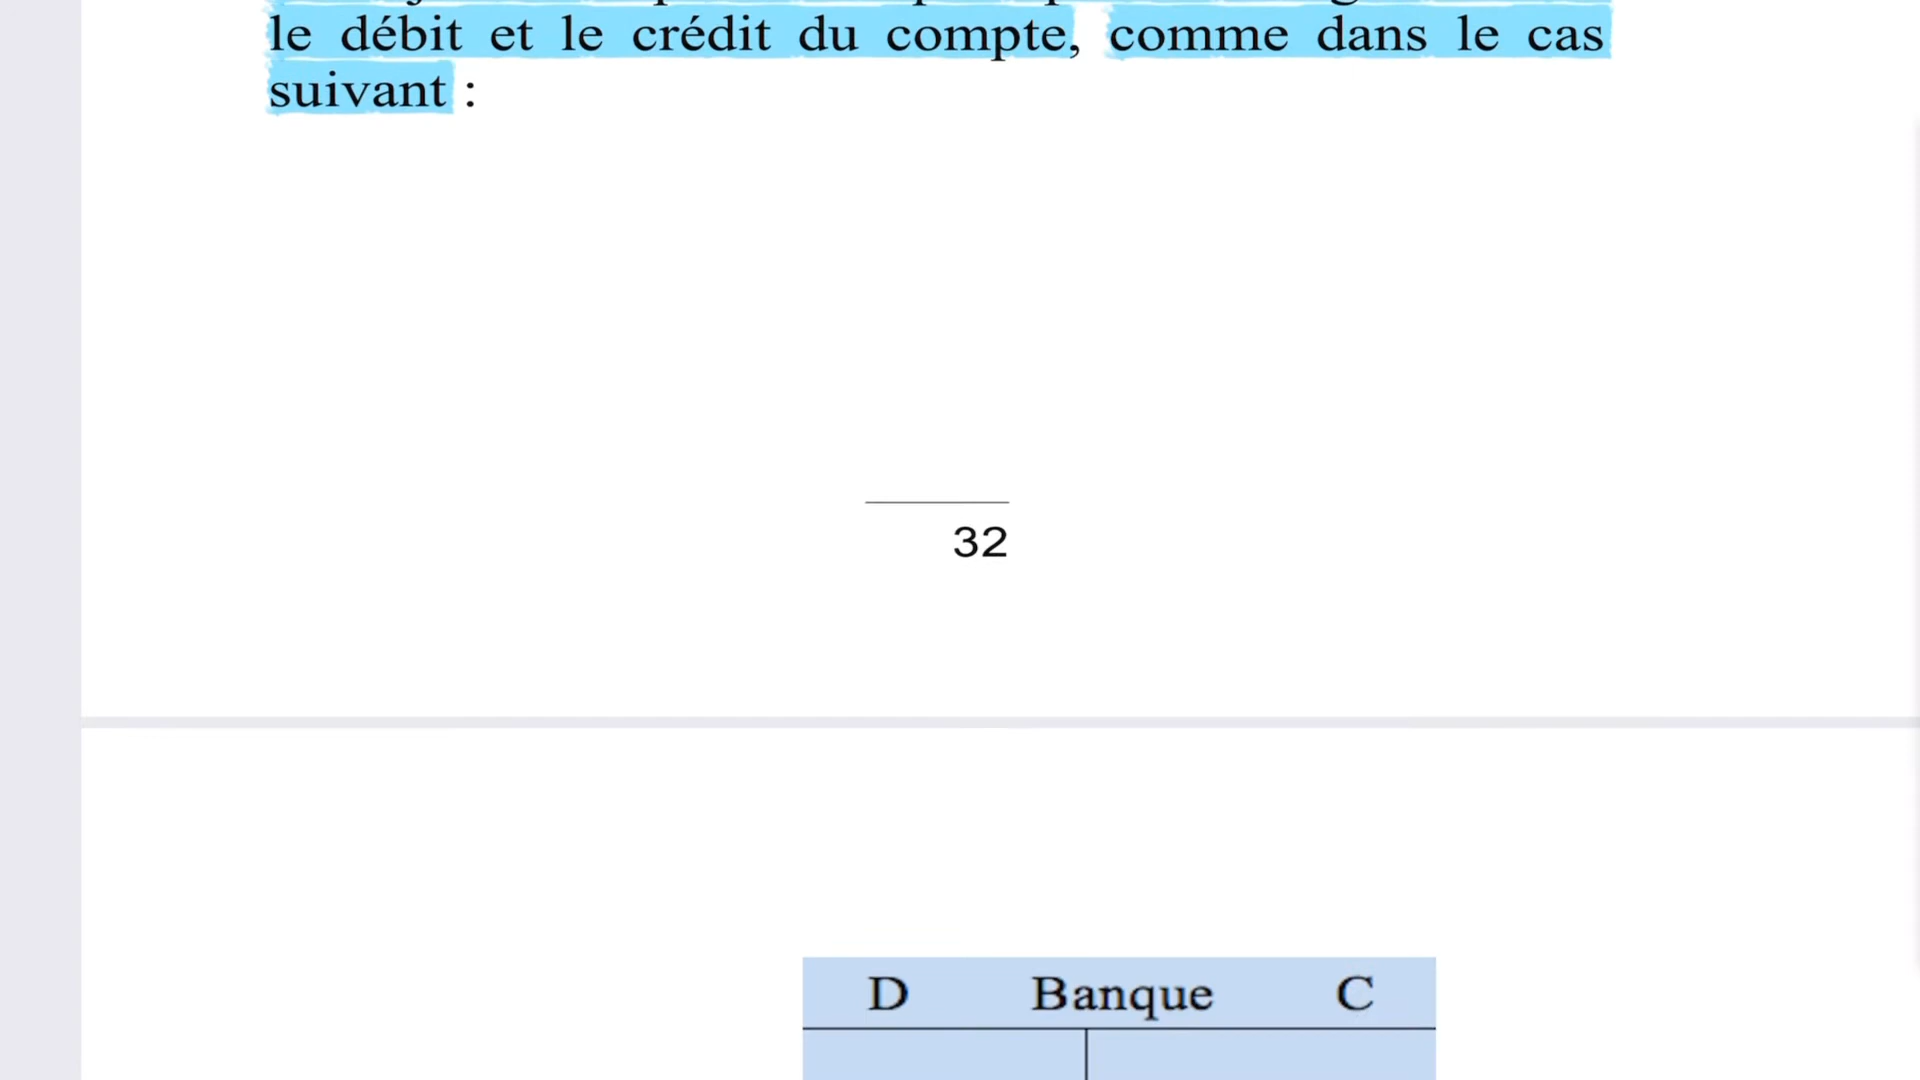 le débit et le crédit du compte, comme dans le cas
suivant :
32
D Banque C